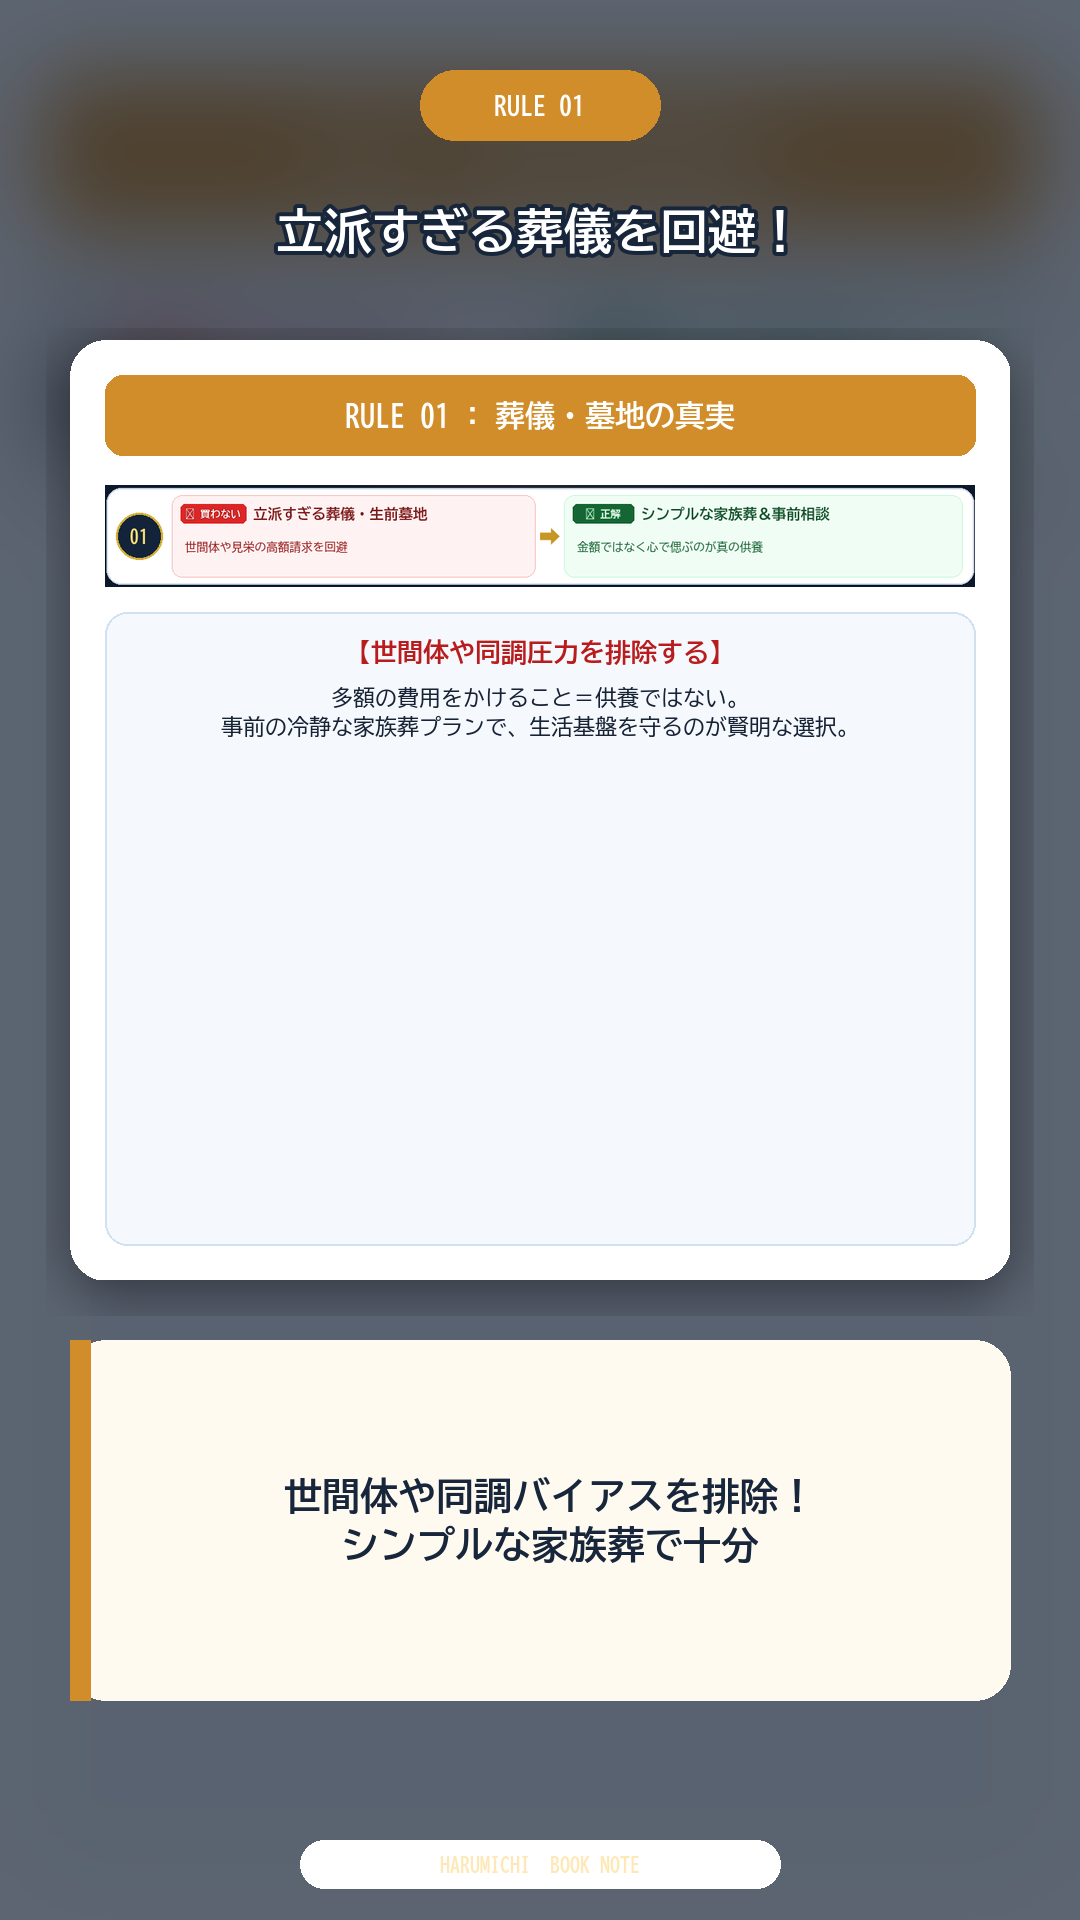 RULE 01
立派すぎる葬儀を回避！
RULE 01 : 葬儀・墓地の真実
01
買わない 立派すぎる葬儀・生前墓地
世間体や見栄の高額請求を回避
正解 シンプルな家族葬＆事前相談
金額ではなく心で偲ぶのが真の供養
【世間体や同調圧力を排除する】
多額の費用をかけること＝供養ではない。
事前の冷静な家族葬プランで、生活基盤を守るのが賢明な選択。
世間体や同調バイアスを排除！
シンプルな家族葬で十分
HARUMICHI BOOK NOTE